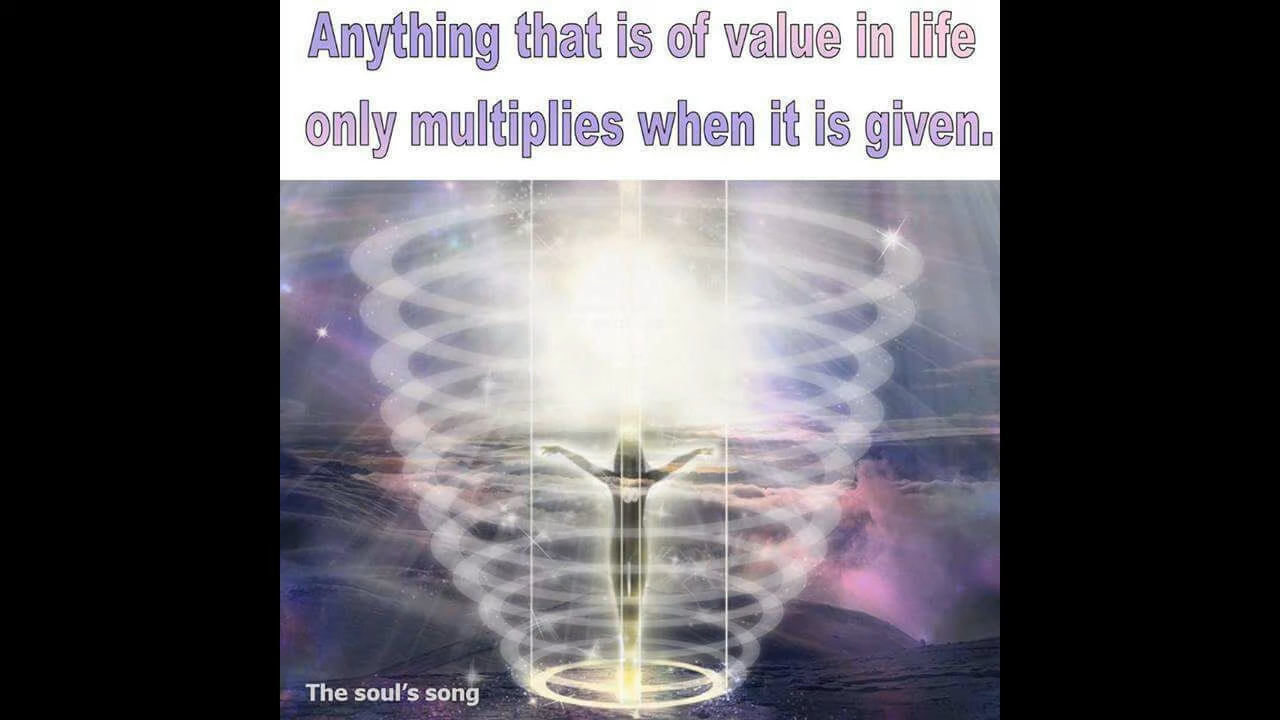 Anything that is of value in life
only multiplies when it is given.
The soul's song